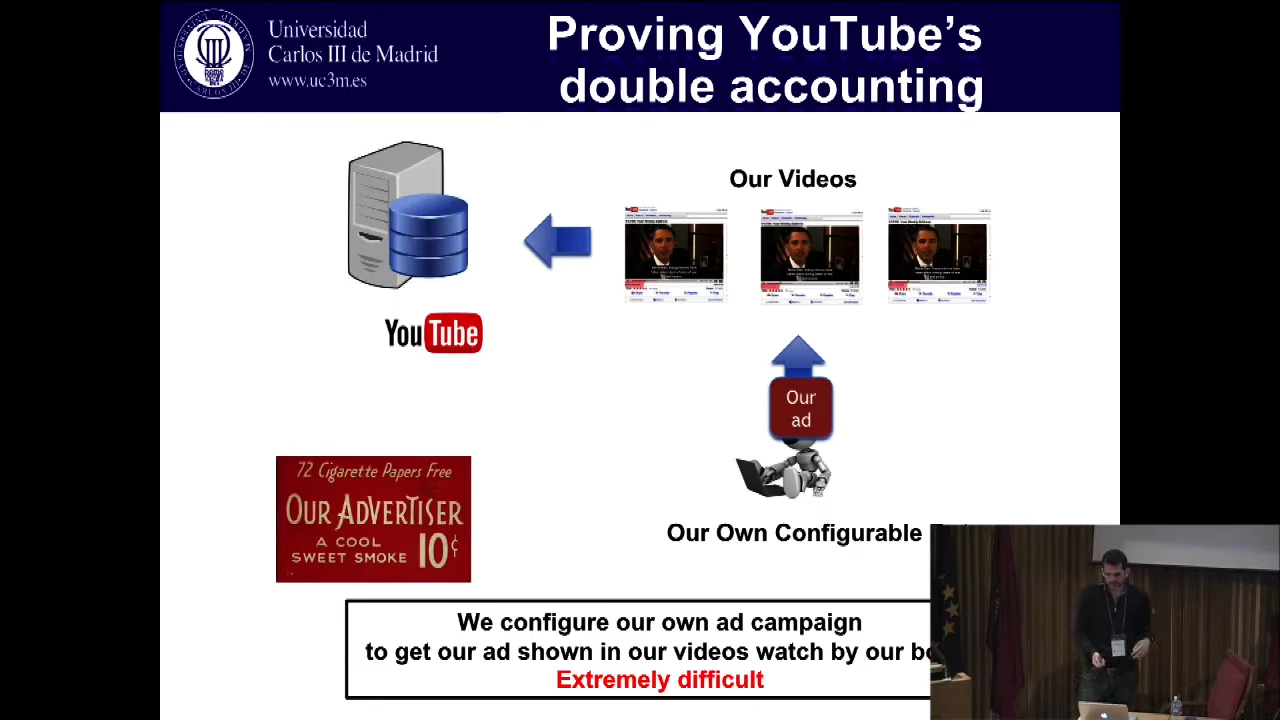 Universidad
Carlos III de Madrid
www.uc3m.es
Proving YouTube's
double accounting
Our Videos
YouTube
Our
ad
72 Cigarette Papers Free
OUR ADVERTISER
A COOL
SWEET SMOKE 10¢
Our Own Configurable
We configure our own ad campaign
to get our ad shown in our videos watch by our
Extremely difficult